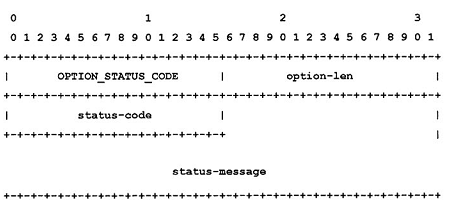 0                   1                   2                   3
0 1 2 3 4 5 6 7 8 9 0 1 2 3 4 5 6 7 8 9 0 1 2 3 4 5 6 7 8 9 0 1
+-+-+-+-+-+-+-+-+-+-+-+-+-+-+-+-+-+-+-+-+-+-+-+-+-+-+-+-+-+-+-+-+
|       OPTION_STATUS_CODE      |         option-len            |
+-+-+-+-+-+-+-+-+-+-+-+-+-+-+-+-+-+-+-+-+-+-+-+-+-+-+-+-+-+-+-+-+
|          status-code          |                               |
+-+-+-+-+-+-+-+-+-+-+-+-+-+-+-+-+                               |
status-message
+-+-+-+-+-+-+-+-+-+-+-+-+-+-+-+-+-+-+-+-+-+-+-+-+-+-+-+-+-+-+-+-+